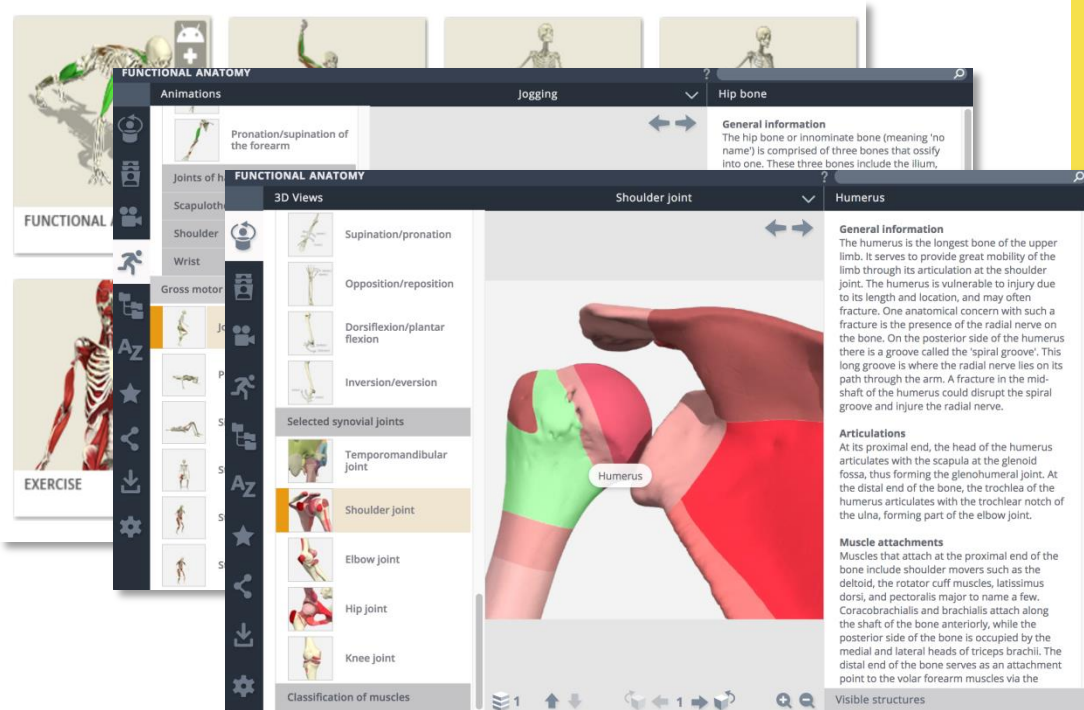 FUNCTIONAL
EXERCISE
FUNCTIONAL ANATOMY
?
Animations
Jogging
Hip bone
Pronation/supination of
the forearm
Joints of
Shoulder
Wrist
Gross motor
AZ
General information
The hip bone or innominate bone (meaning 'no
name') is comprised of three bones that ossify
into one. These three bones include the ilium,
FUNCTIONAL ANATOMY
?
3D Views
Shoulder joint
Humerus
Supination/pronation
Opposition/reposition
Dorsiflexion/plantar
flexion
Inversion/eversion
Selected synovial joints
Temporomandibular
joint
AZ
Shoulder joint
Elbow joint
Hip joint
Knee joint
Classification of muscles
Humerus
1
1
General information
The humerus is the longest bone of the upper
limb. It serves to provide great mobility of the
limb through its articulation at the shoulder
joint. The humerus is vulnerable to injury due
to its length and location, and may often
fracture. One anatomical concern with such a
fracture is the presence of the radial nerve on
the bone. On the posterior side of the humerus
there is a groove called the 'spiral groove'. This
long groove is where the radial nerve lies on its
path through the arm. A fracture in the mid-
shaft of the humerus could disrupt the spiral
groove and injure the radial nerve.
Articulations
At its proximal end, the head of the humerus
articulates with the scapula at the glenoid
fossa, thus forming the glenohumeral joint. At
the distal end of the bone, the trochlea of the
humerus articulates with the trochlear notch of
the ulna, forming part of the elbow joint.
Muscle attachments
Muscles that attach at the proximal end of the
bone include shoulder movers such as the
deltoid, the rotator cuff muscles, latissimus
dorsi, and pectoralis major to name a few.
Coracobrachialis and brachialis attach along
the shaft of the bone anteriorly, while the
posterior side of the bone is occupied by the
medial and lateral heads of triceps brachii. The
distal end of the bone serves as an attachment
point to the volar forearm muscles via the
Visible structures